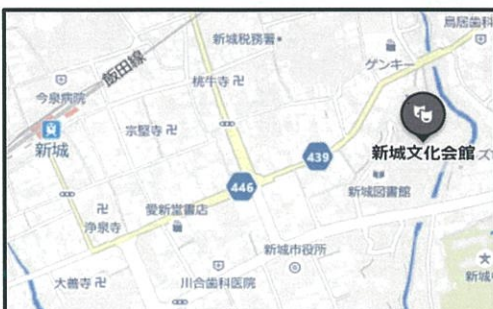 鳥居歯科
新城税務署
ゲンキー
飯田線
桃牛寺
今泉病院
宗堅寺
新城
439
新城文化会館
ズ
446
新城図書館
浄泉寺
愛新堂書店
新城市役所
大善寺
川合歯科医院
新城